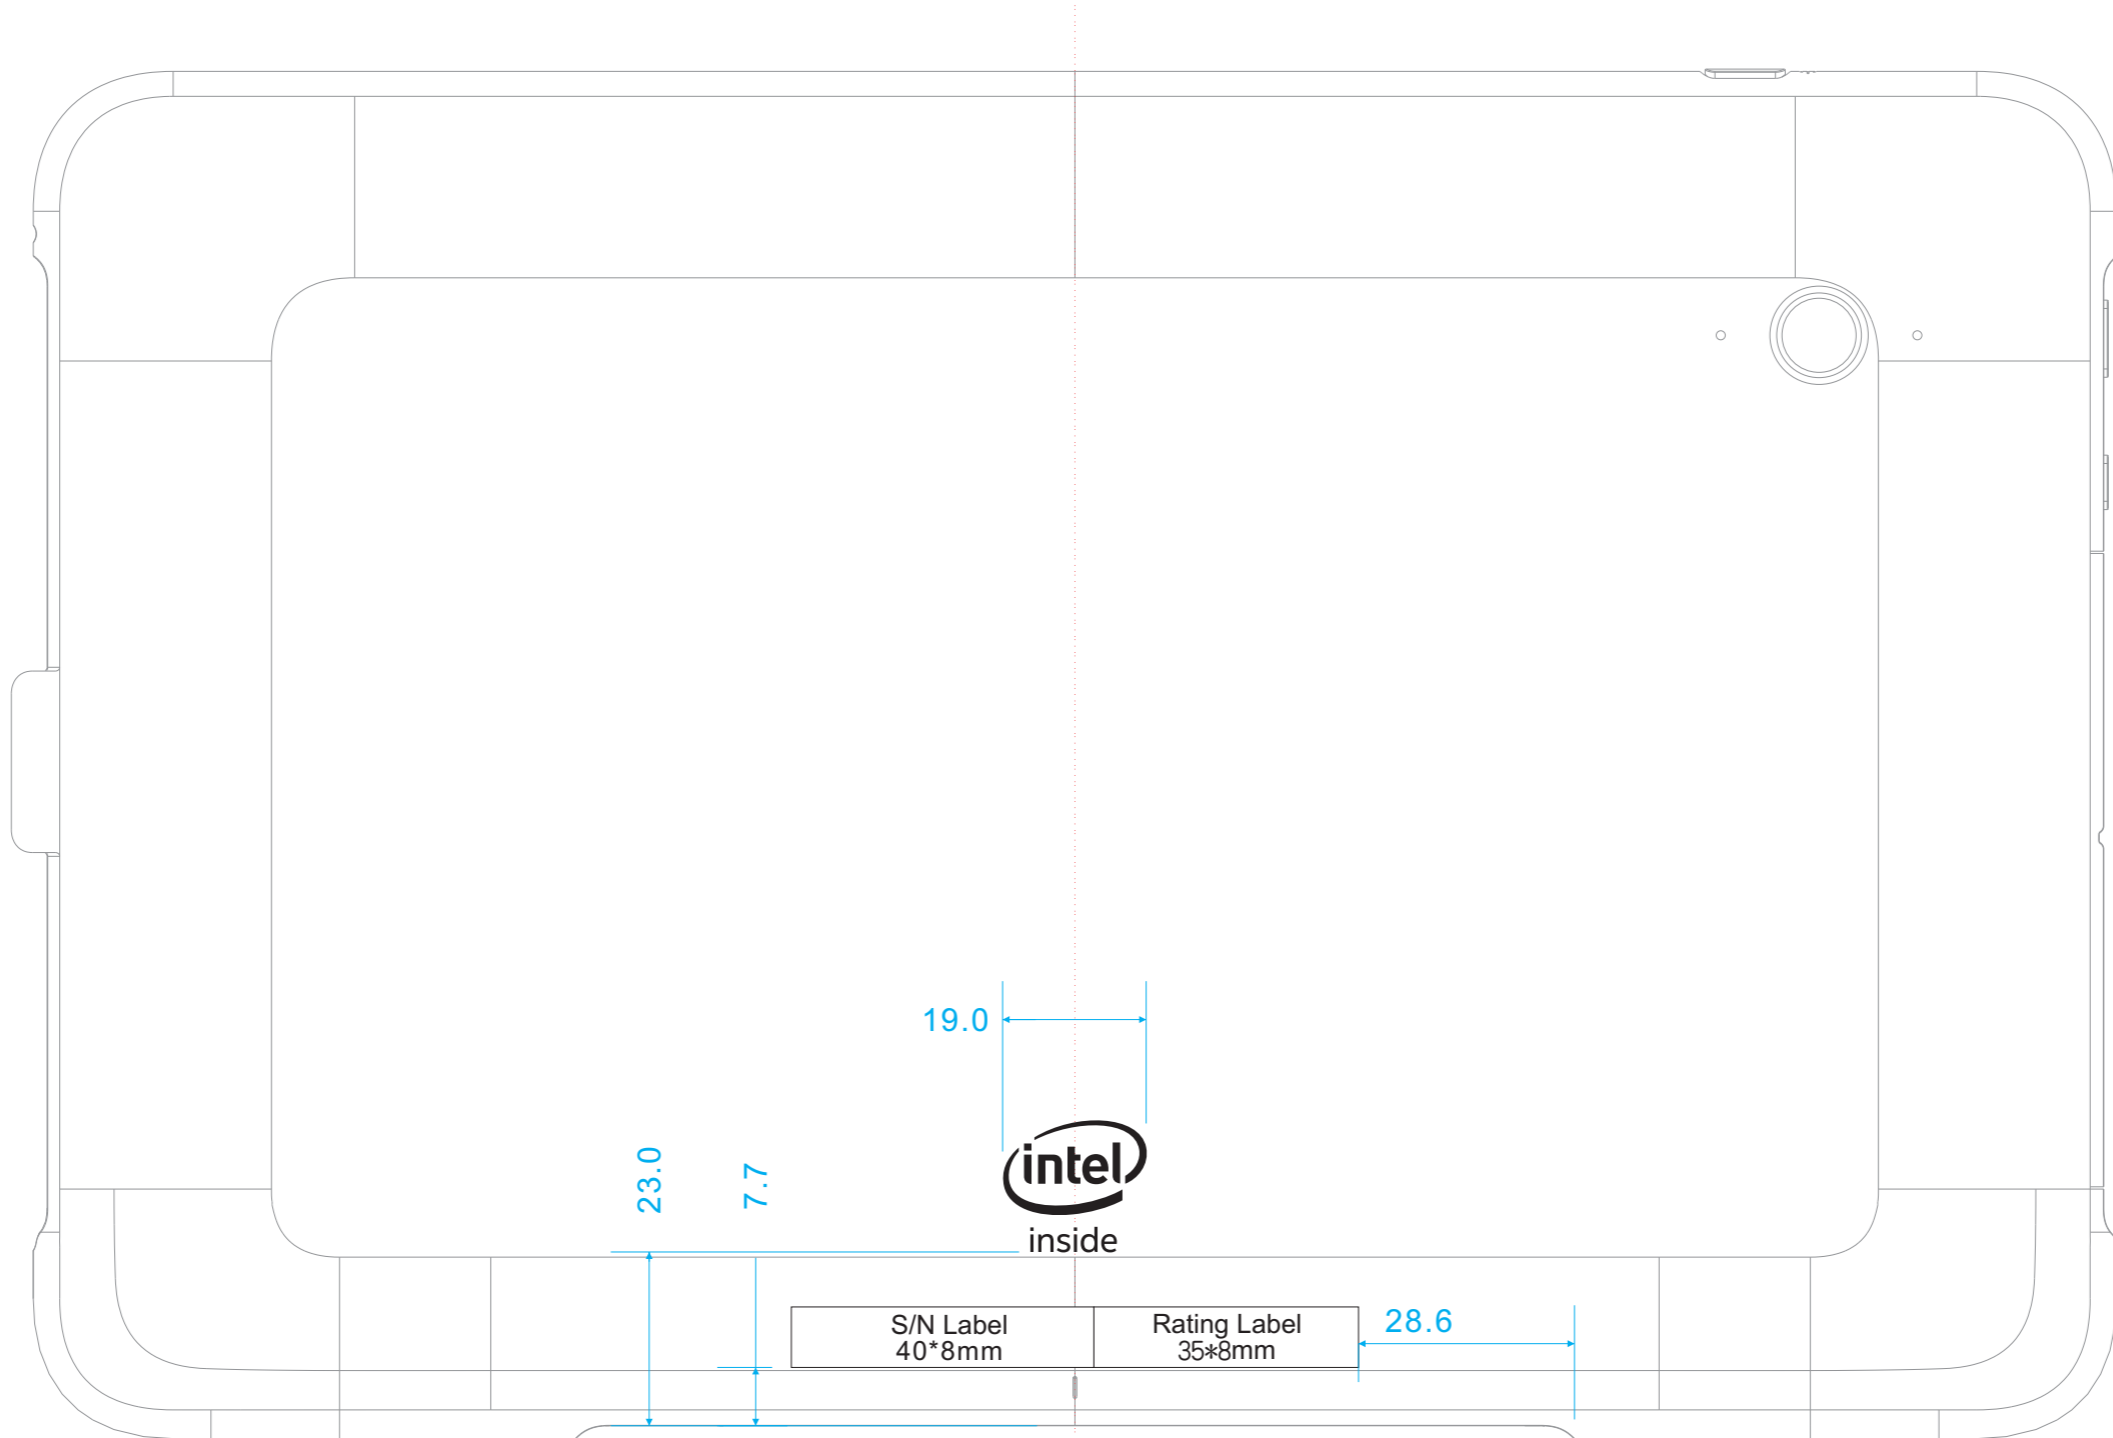 19.0
intel
inside
23.0
7.7
S/N Label
40*8mm
Rating Label
35*8mm
28.6